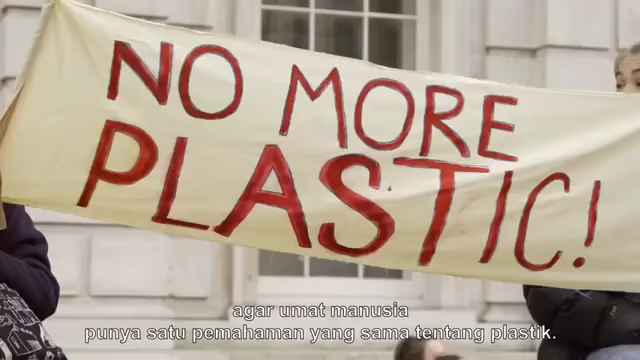 NO MORE
PLASTIC!
agar umat manusia
punya satu pemahaman yang sama tentang plastik.